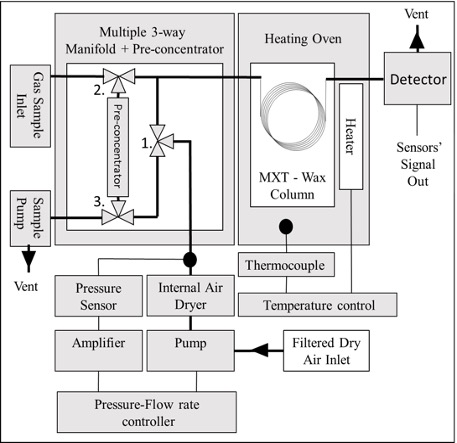 Multiple 3-way
Manifold + Pre-concentrator
Heating Oven
Vent
Gas Sample
Inlet
2.
Pre-concentrator
1.
3.
MXT - Wax
Column
Heater
Detector
Sensors'
Signal
Out
Sample
Pump
Vent
Thermocouple
Pressure
Sensor
Internal Air
Dryer
Temperature control
Amplifier
Pump
Filtered Dry
Air Inlet
Pressure-Flow rate
controller